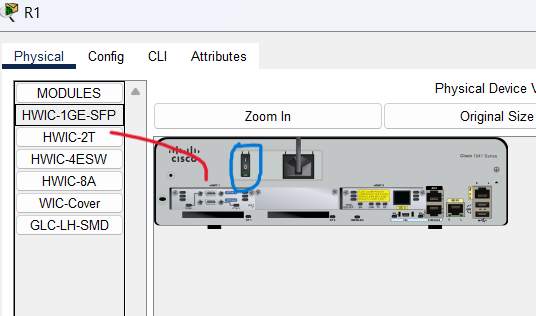 R1
Physical Config CLI Attributes
MODULES
HWIC-1GE-SFP
HWIC-2T
HWIC-4ESW
HWIC-8A
WIC-Cover
GLC-LH-SMD
Physical Device V
Zoom In
Original Size
CISCO
Cisco 1941 Series